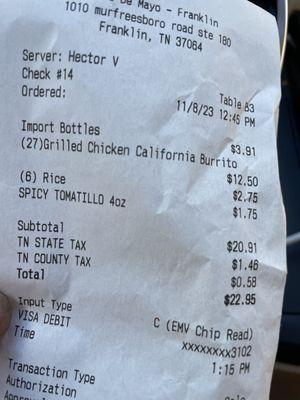 De Mayo - Franklin
1010 murfreesboro road ste 180
Franklin, TN 37064
Server: Hector V
Check #14 Table 83
Ordered: 11/8/23 12:45 PM
Import Bottles $3.91
(27)Grilled Chicken California Burrito $12.50
(6) Rice $2.75
SPICY TOMATILLO 4oz $1.75
Subtotal $20.91
TN STATE TAX $1.46
TN COUNTY TAX $0.58
Total $22.95
Input Type C (EMV Chip Read)
VISA DEBIT xxxxxxxx3102
Time 1:15 PM
Transaction Type
Authorization